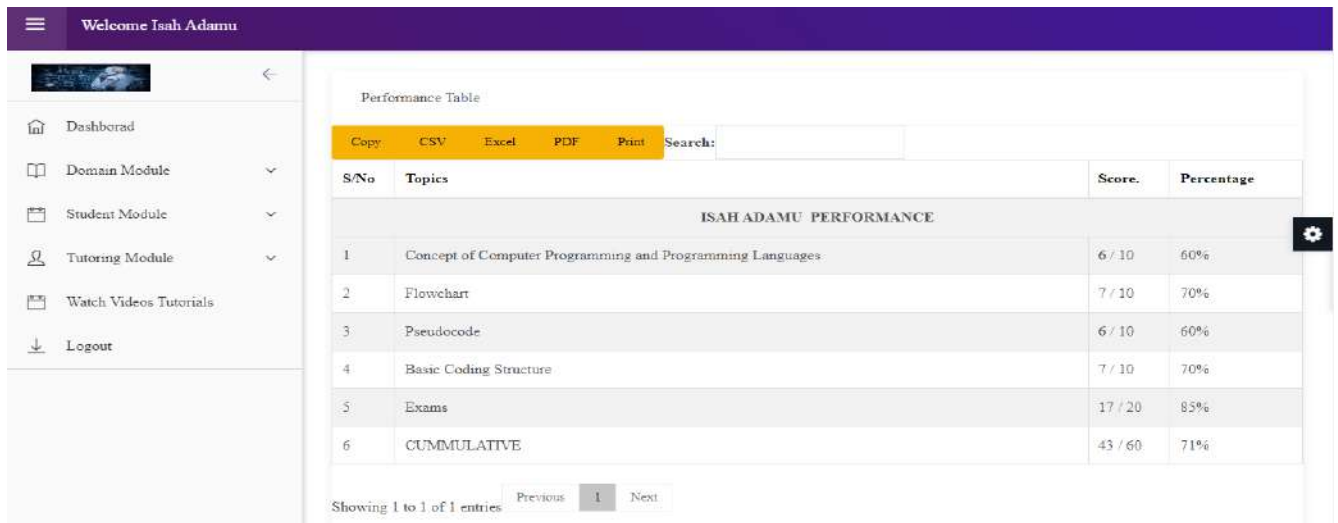 Welcome Isah Adamu
Dashborad
Domain Module
Student Module
Tutoring Module
Watch Videos Tutorials
Logout
Performance Table
Copy CSV Excel PDF Print Search:
S/No Topics Score. Percentage
ISAH ADAMU PERFORMANCE
1 Concept of Computer Programming and Programming Languages 6 / 10 60%
2 Flowchart 7 / 10 70%
3 Pseudocode 6 / 10 60%
4 Basic Coding Structure 7 / 10 70%
5 Exams 17 / 20 85%
6 CUMMULATIVE 43 / 60 71%
Showing 1 to 1 of 1 entries Previous 1 Next